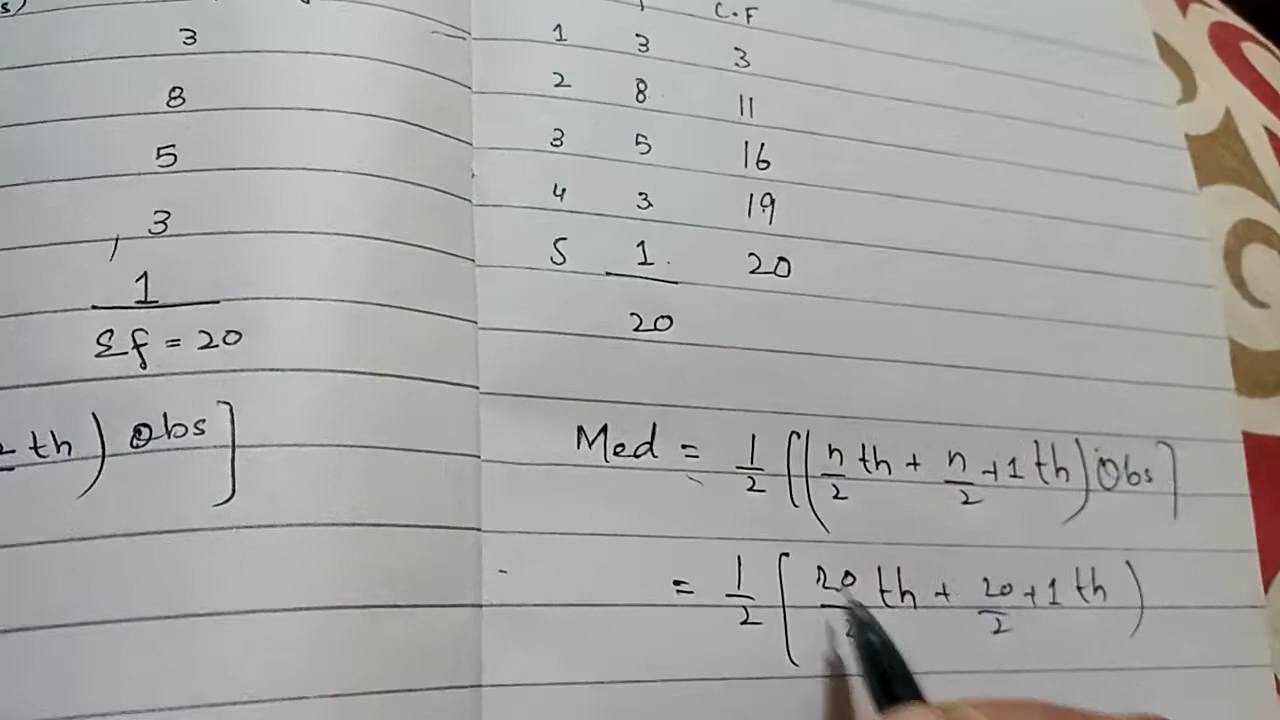 s)
3
8
5
3
1
Σf = 20
th) Obs]
C.F
1 3 3
2 8 11
3 5 16
4 3 19
5 1 20
20
Med = 1/2 [(n/2 th + n/2 + 1 th) Obs]
= 1/2 [20/2 th + 20/2 + 1 th)